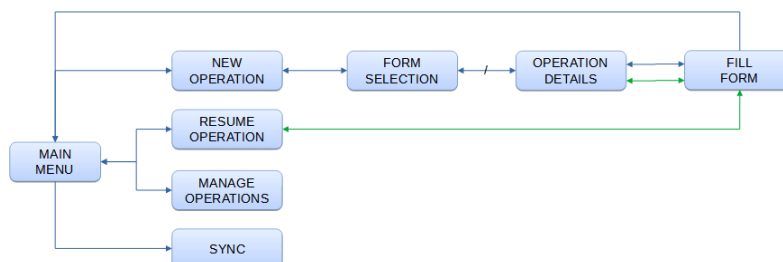 NEW
OPERATION
FORM
SELECTION
/
OPERATION
DETAILS
FILL
FORM
RESUME
OPERATION
MAIN
MENU
MANAGE
OPERATIONS
SYNC